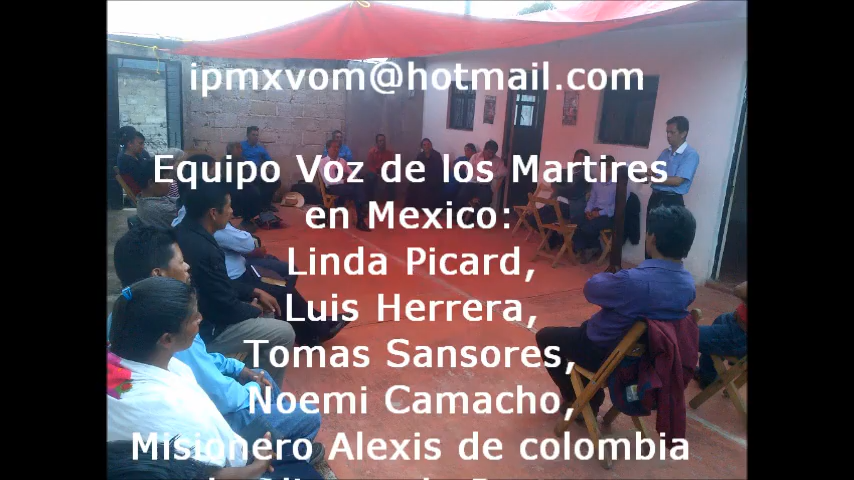 ipmxvom@hotmail.com
Equipo Voz de los Martires
en Mexico:
Linda Picard,
Luis Herrera,
Tomas Sansores,
Noemi Camacho,
Misionero Alexis de colombia